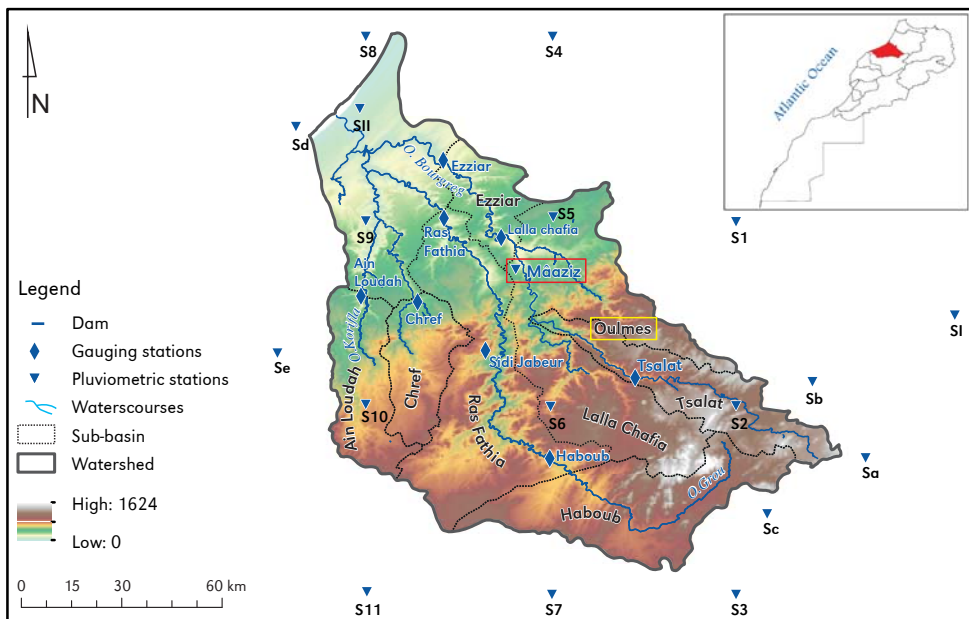 S8
S4
Atlantic Ocean
N
SII
Sd
O. Bouregreg
Ezziar
Ezziar
S5
S9
Ras
Fathia
Lalla chafia
S1
Ain
Loudah
Mâaziz
Legend
Dam
Gauging stations
Pluviometric stations
Waterscourses
Sub-basin
Watershed
High: 1624
Low: 0
0 15 30 60 km
Chref
Oulmes
SI
Se
Sidi Jabeur
Tsalat
Sb
Ain Loudah
Chref
S10
Ras
Fathia
S6
Lalla Chafia
Tsalat
S2
Haboub
Sa
O.Grou
Haboub
Sc
S11
S7
S3